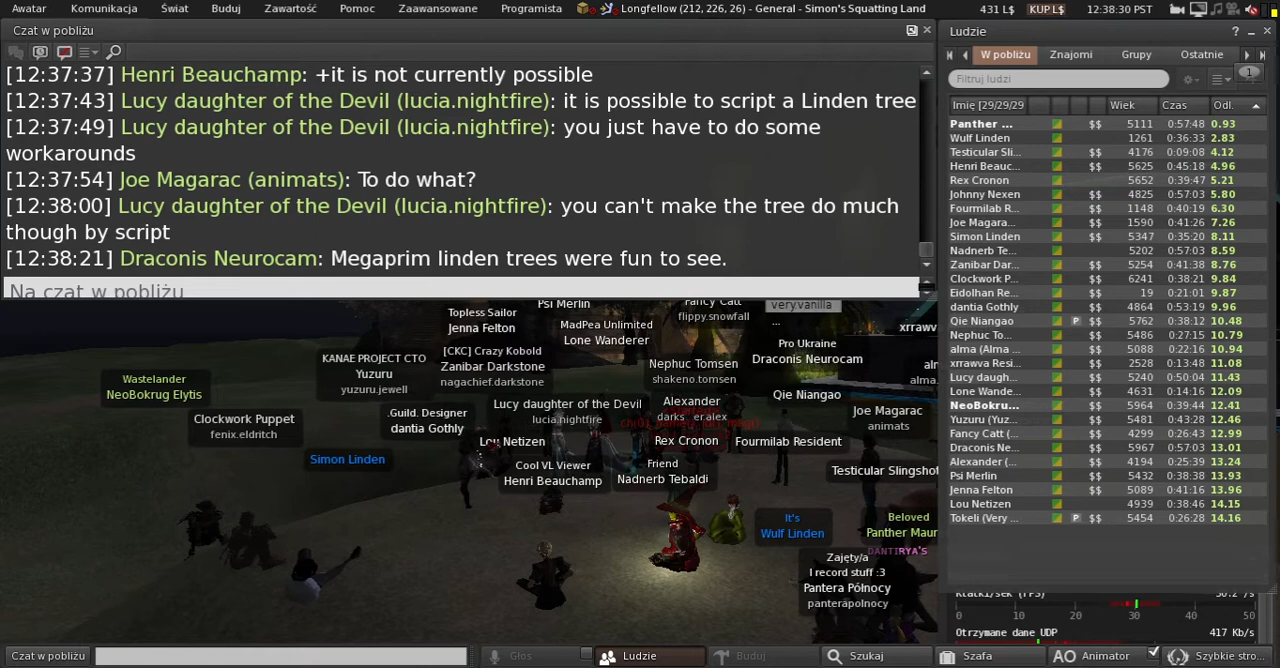 Awatar Komunikacja Świat Buduj Zawartość Pomoc Zaawansowane Programista Longfellow (212, 226, 26) - General - Simon's Squatting Land 431 L$ KUP L$ 12:38:30 PST
Czat w pobliżu
[12:37:37] Henri Beauchamp: +it is not currently possible
[12:37:43] Lucy daughter of the Devil (lucia.nightfire): it is possible to script a Linden tree
[12:37:49] Lucy daughter of the Devil (lucia.nightfire): you just have to do some
workarounds
[12:37:54] Joe Magarac (animats): To do what?
[12:38:00] Lucy daughter of the Devil (lucia.nightfire): you can't make the tree do much
though by script
[12:38:21] Draconis Neurocam: Megaprim linden trees were fun to see.
Na czat w pobliżu
Psi Merlin
Fancy Catt
flippy.snowfall
very.vanilla
...
Topless Sailor
Jenna Felton
MadPea Unlimited
Lone Wanderer
xrrawv
Pro Ukraine
Draconis Neurocam
KANAE PROJECT CTO
Yuzuru
yuzuru.jewell
[CKC] Crazy Kobold
Zanibar Darkstone
nagachief.darkstone
Nephuc Tomsen
shakeno.tomsen
aln
alma.
Wastelander
NeoBokrug Elytis
Qie Niangao
Clockwork Puppet
fenix.eldritch
.Guild. Designer
dantia Gothly
Lucy daughter of the Devil
lucia.nightfire
Alexander
Joe Magarac
animats
Lou Netizen
Rex Cronon
Fourmilab Resident
Simon Linden
Cool VL Viewer
Henri Beauchamp
Friend
Nadnerb Tebaldi
Testicular Slingshot
It's
Wulf Linden
Beloved
Panther Maur
DANTIRYA'S
Zajęty/a
I record stuff :3
Pantera Północy
panterapolnocy
Ludzie ?
W pobliżu Znajomi Grupy Ostatnie
Filtruj ludzi 1
Imię [29/29/29 Wiek Czas Odl.
Panther ... $$ 5111 0:57:48 0.93
Wulf Linden 1261 0:36:33 2.83
Testicular Sli... $$ 4176 0:09:08 4.12
Henri Beauc... $$ 5625 0:45:18 4.96
Rex Cronon 5652 0:39:47 5.21
Johnny Nexen $$ 4825 0:57:03 5.80
Fourmilab R... $$ 1148 0:40:19 6.30
Joe Magara... $$ 1590 0:41:26 7.26
Simon Linden $$ 5347 0:35:20 8.11
Nadnerb Te... 5202 0:57:03 8.59
Zanibar Dar... $$ 5254 0:41:38 8.76
Clockwork P... $$ 6241 0:38:21 9.84
Eidolhan Re... $$ 19 0:21:01 9.87
dantia Gothly $$ 4864 0:53:19 9.96
Qie Niangao P $$ 5762 0:38:12 10.48
Nephuc To... $$ 5486 0:27:15 10.79
alma (Alma ... $$ 5088 0:22:16 10.94
xrrawva Resi... $$ 2528 0:13:48 11.08
Lucy daugh... $$ 5240 0:50:04 11.43
Lone Wande... $$ 4631 0:14:16 12.09
NeoBokru... $$ 5964 0:39:44 12.41
Yuzuru (Yuz... $$ 5481 0:43:28 12.46
Fancy Catt (... $$ 4299 0:26:43 12.99
Draconis Ne... $$ 5967 0:57:03 13.01
Alexander (... $$ 4194 0:25:39 13.24
Psi Merlin $$ 5432 0:38:38 13.93
Jenna Felton $$ 5089 0:41:16 13.96
Lou Netizen 4939 0:38:46 14.15
Tokeli (Very ... P $$ 5454 0:26:28 14.16
Klatki/sek (FPS)
0 10 20 30 40 50
Otrzymane dane UDP 417 Kb/s
Czat w pobliżu Głos Ludzie Buduj Szukaj Szafa AO Animator Szybkie stro...